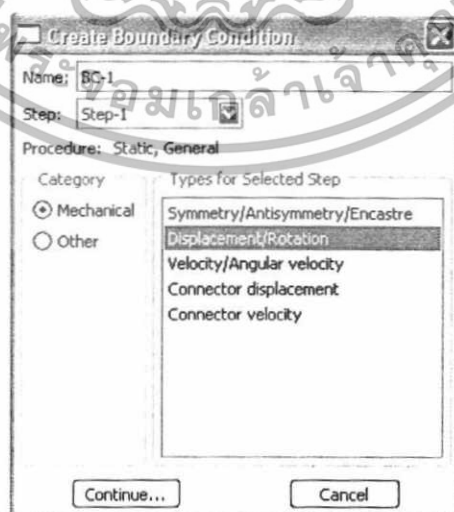 Create Boundary Condition
Name: BC-1
Step: Step-1
Procedure: Static, General
Category
Types for Selected Step
Mechanical
Other
Symmetry/Antisymmetry/Encastre
Displacement/Rotation
Velocity/Angular velocity
Connector displacement
Connector velocity
Continue...
Cancel